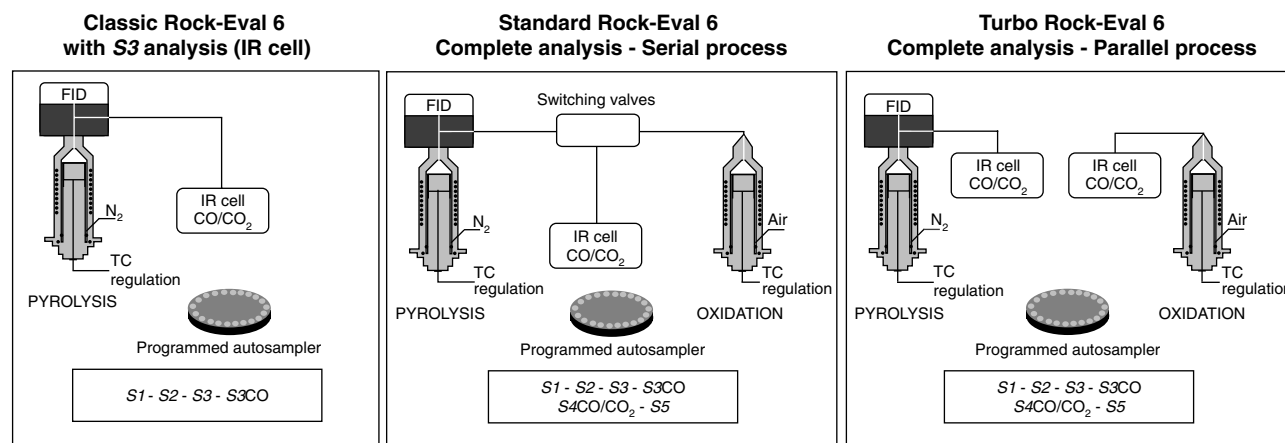 Classic Rock-Eval 6
with S3 analysis (IR cell)
FID
IR cell
CO/CO₂
N₂
TC
regulation
PYROLYSIS
Programmed autosampler
S1 - S2 - S3 - S3CO
Standard Rock-Eval 6
Complete analysis - Serial process
FID
Switching valves
IR cell
CO/CO₂
N₂
Air
TC
regulation
TC
regulation
PYROLYSIS
OXIDATION
Programmed autosampler
S1 - S2 - S3 - S3CO
S4CO/CO₂ - S5
Turbo Rock-Eval 6
Complete analysis - Parallel process
FID
IR cell
CO/CO₂
IR cell
CO/CO₂
N₂
Air
TC
regulation
TC
regulation
PYROLYSIS
OXIDATION
Programmed autosampler
S1 - S2 - S3 - S3CO
S4CO/CO₂ - S5